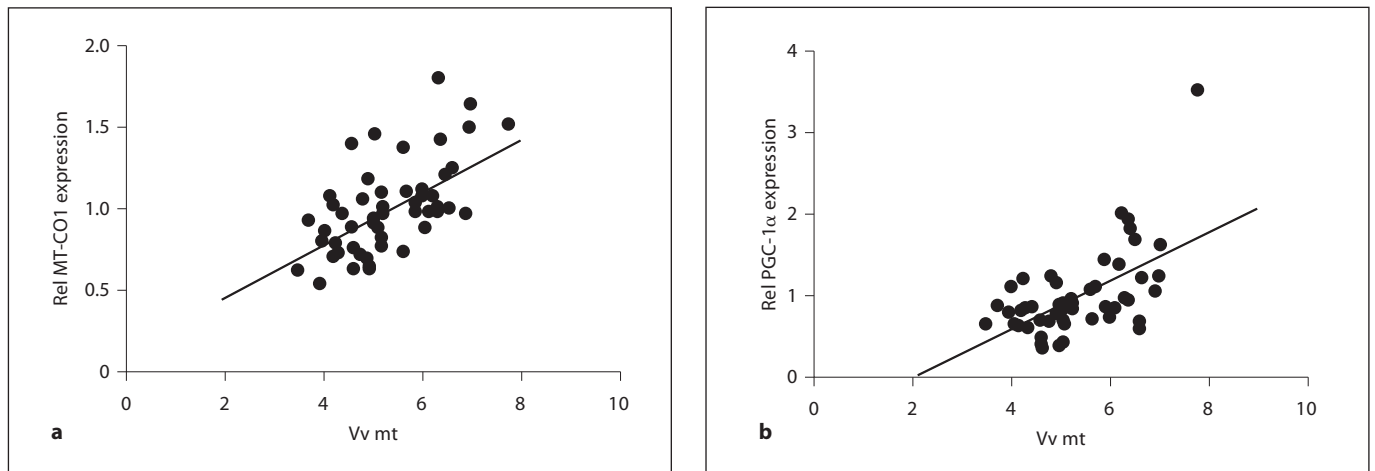 2.0
1.5
1.0
0.5
0
0 2 4 6 8 10
Rel MT-CO1 expression
Vv mt
a
4
3
2
1
0
0 2 4 6 8 10
Rel PGC-1α expression
Vv mt
b